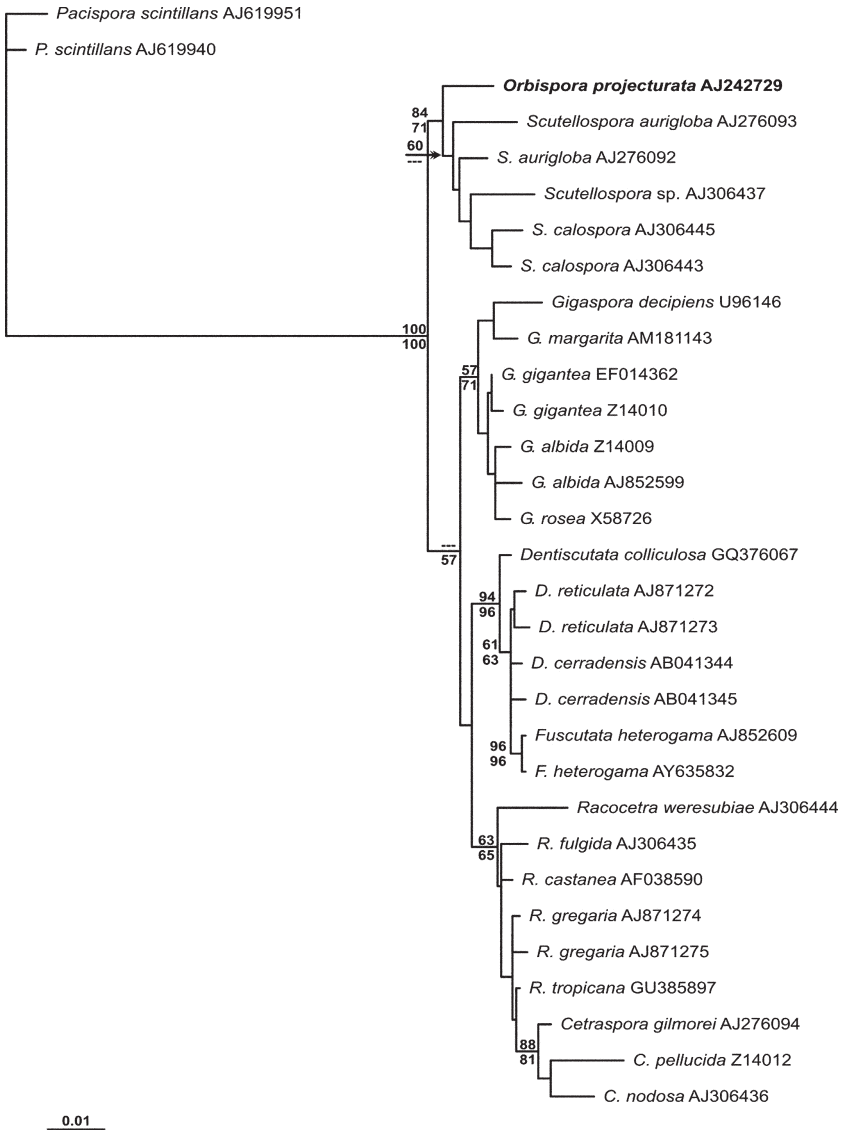 Pacispora scintillans AJ619951
P. scintillans AJ619940
Orbispora projecturata AJ242729
84
71
Scutellospora aurigloba AJ276093
60
---
S. aurigloba AJ276092
Scutellospora sp. AJ306437
S. calospora AJ306445
S. calospora AJ306443
Gigaspora decipiens U96146
100
100
G. margarita AM181143
57
71
G. gigantea EF014362
G. gigantea Z14010
G. albida Z14009
G. albida AJ852599
G. rosea X58726
---
57
Dentiscutata colliculosa GQ376067
94
96
D. reticulata AJ871272
D. reticulata AJ871273
61
63
D. cerradensis AB041344
D. cerradensis AB041345
Fuscutata heterogama AJ852609
96
96
F. heterogama AY635832
Racocetra weresubiae AJ306444
63
65
R. fulgida AJ306435
R. castanea AF038590
R. gregaria AJ871274
R. gregaria AJ871275
R. tropicana GU385897
Cetraspora gilmorei AJ276094
88
81
C. pellucida Z14012
C. nodosa AJ306436
0.01